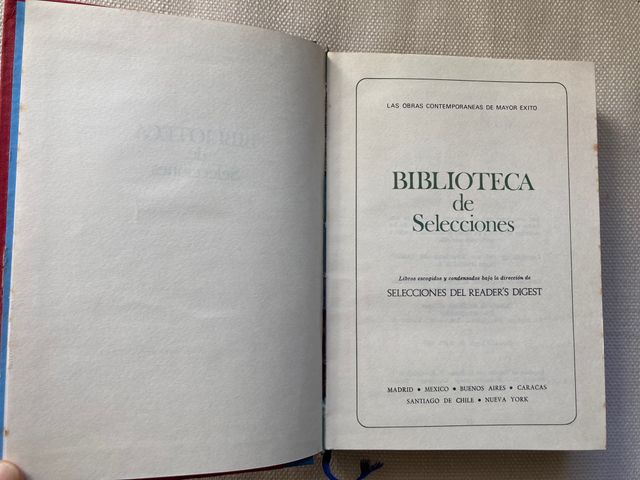 LAS OBRAS CONTEMPORANEAS DE MAYOR EXITO
BIBLIOTECA
de
Selecciones
Libros escogidos y condensados bajo la dirección de
SELECCIONES DEL READER'S DIGEST
MADRID • MEXICO • BUENOS AIRES • CARACAS
SANTIAGO DE CHILE • NUEVA YORK